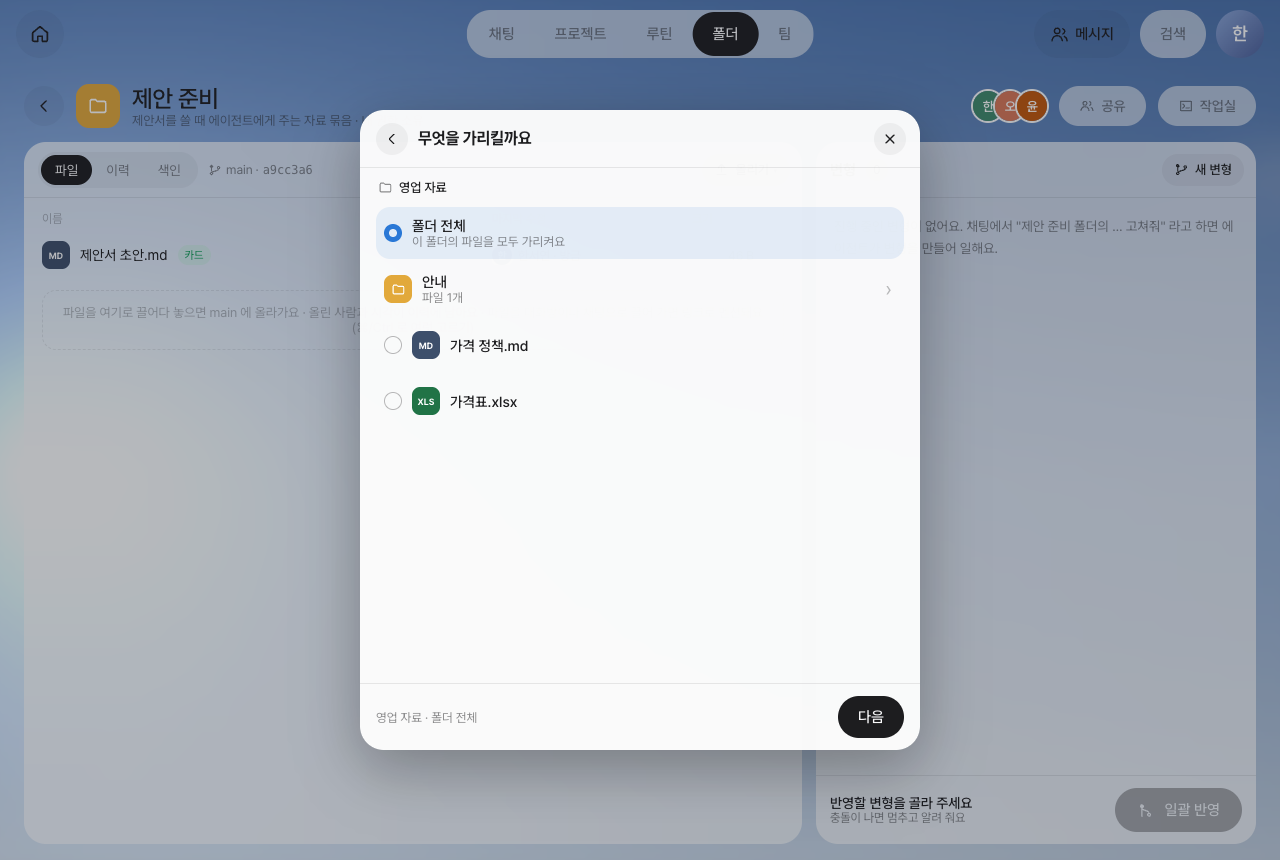 채팅
프로젝트
루틴
폴더
팀
메시지
검색
한
제안 준비
제안서를 쓸 때 에이전트에게 주는 자료 묶음 ·
한
오
윤
공유
작업실
파일
이력
색인
main · a9cc3a6
새 변형
이름
MD
제안서 초안.md
카드
파일을 여기로 끌어다 놓으면 main 에 올라가요 · 올린 사람
없어요. 채팅에서 "제안 준비 폴더의 ... 고쳐줘" 라고 하면 에
만들어 일해요.
무엇을 가리킬까요
영업 자료
폴더 전체
이 폴더의 파일을 모두 가리켜요
안내
파일 1개
MD
가격 정책.md
XLS
가격표.xlsx
영업 자료 · 폴더 전체
다음
반영할 변형을 골라 주세요
충돌이 나면 멈추고 알려 줘요
일괄 반영